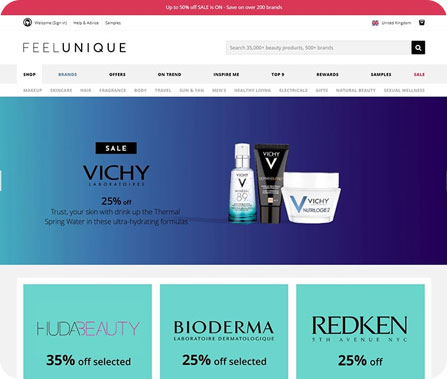 Up to 50% off SALE is ON - Save on over 200 brands
Welcome (Sign in) Help & Advice Samples United Kingdom
FEELUNIQUE
Search 35,000+ beauty products, 500+ brands
SHOP BRANDS OFFERS ON TREND INSPIRE ME TOP 9 REWARDS SAMPLES SALE
MAKEUP SKINCARE HAIR FRAGRANCE BODY TRAVEL SUN & TAN MEN'S HEALTHY LIVING ELECTRICALS GIFTS NATURAL BEAUTY SEXUAL WELLNESS
SALE
VICHY
LABORATOIRES
25% off
Trust, your skin with drink up the Thermal
Spring Water in these ultra-hydrating formulas
VICHY
MINÉRAL
89
VICHY
VICHY
HUDABEAUTY
35% off selected
BIODERMA
LABORATOIRE DERMATOLOGIQUE
25% off selected
REDKEN
5TH AVENUE NYC
25% off